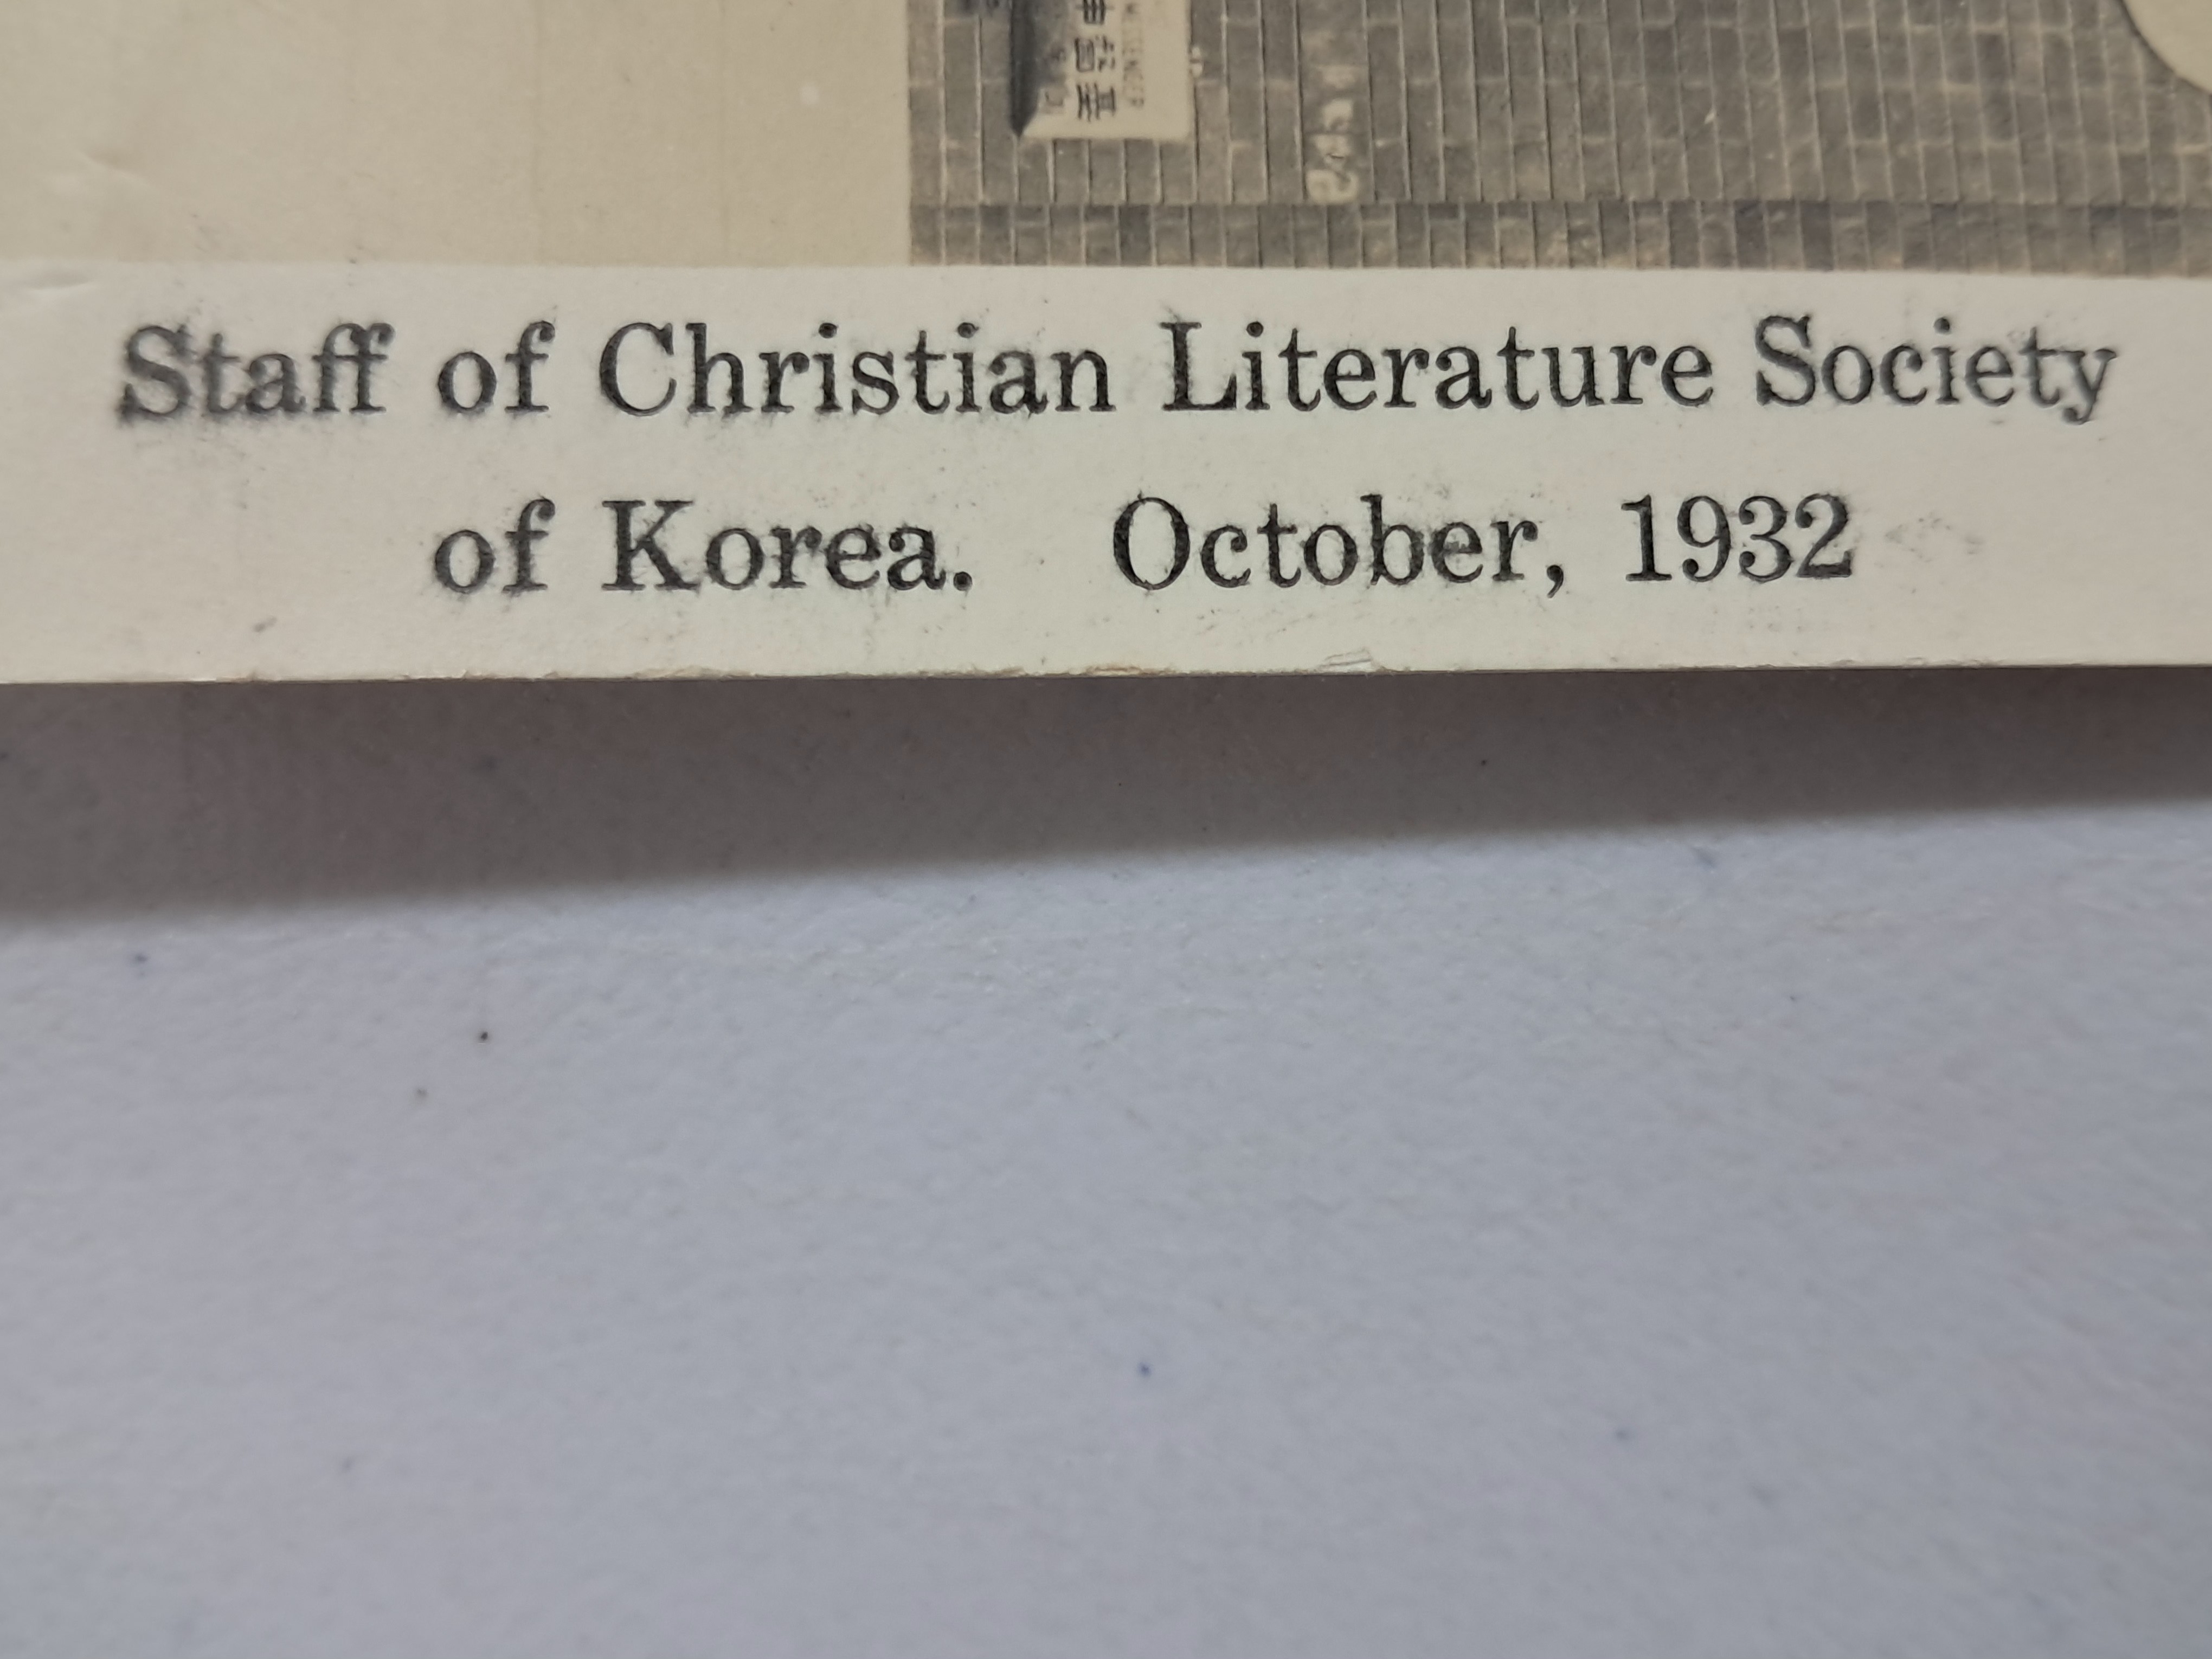 Staff of Christian Literature Society
of Korea. October, 1932